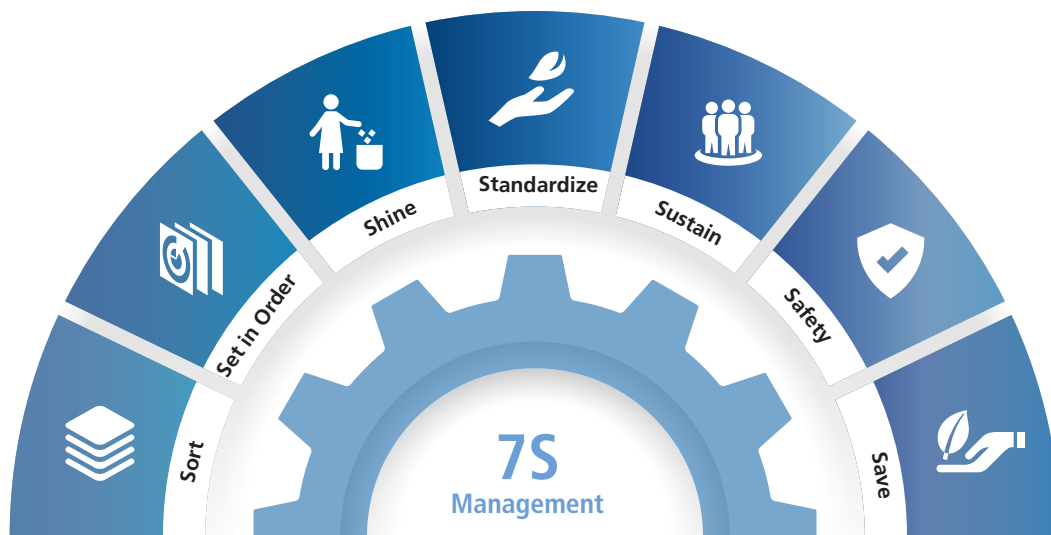 Sort
Set in Order
Shine
Standardize
Sustain
Safety
Save
7S
Management